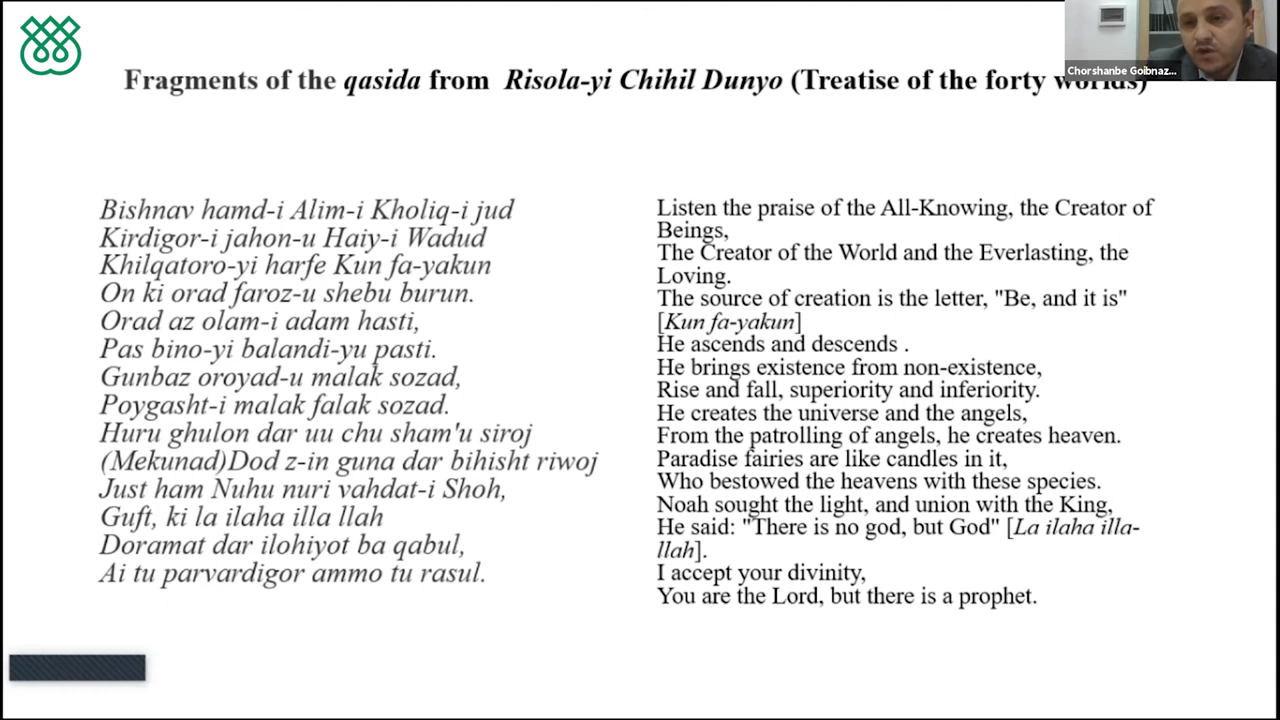 Chorshanbe Goibnaz...
Fragments of the qasida from Risola-yi Chihil Dunyo (Treatise of the forty worlds)
Bishnav hamd-i Alim-i Kholiq-i jud
Kirdigor-i jahon-u Haiy-i Wadud
Khilqatoro-yi harfe Kun fa-yakun
On ki orad faroz-u shebu burun.
Orad az olam-i adam hasti,
Pas bino-yi balandi-yu pasti.
Gunbaz oroyad-u malak sozad,
Poygasht-i malak falak sozad.
Huru ghulon dar uu chu sham'u siroj
(Mekunad)Dod z-in guna dar bihisht riwoj
Just ham Nuhu nuri vahdat-i Shoh,
Guft, ki la ilaha illa llah
Doramat dar ilohiyot ba qabul,
Ai tu parvardigor ammo tu rasul.
Listen the praise of the All-Knowing, the Creator of
Beings,
The Creator of the World and the Everlasting, the
Loving.
The source of creation is the letter, "Be, and it is"
[Kun fa-yakun]
He ascends and descends .
He brings existence from non-existence,
Rise and fall, superiority and inferiority.
He creates the universe and the angels,
From the patrolling of angels, he creates heaven.
Paradise fairies are like candles in it,
Who bestowed the heavens with these species.
Noah sought the light, and union with the King,
He said: "There is no god, but God" [La ilaha illa-
llah].
I accept your divinity,
You are the Lord, but there is a prophet.